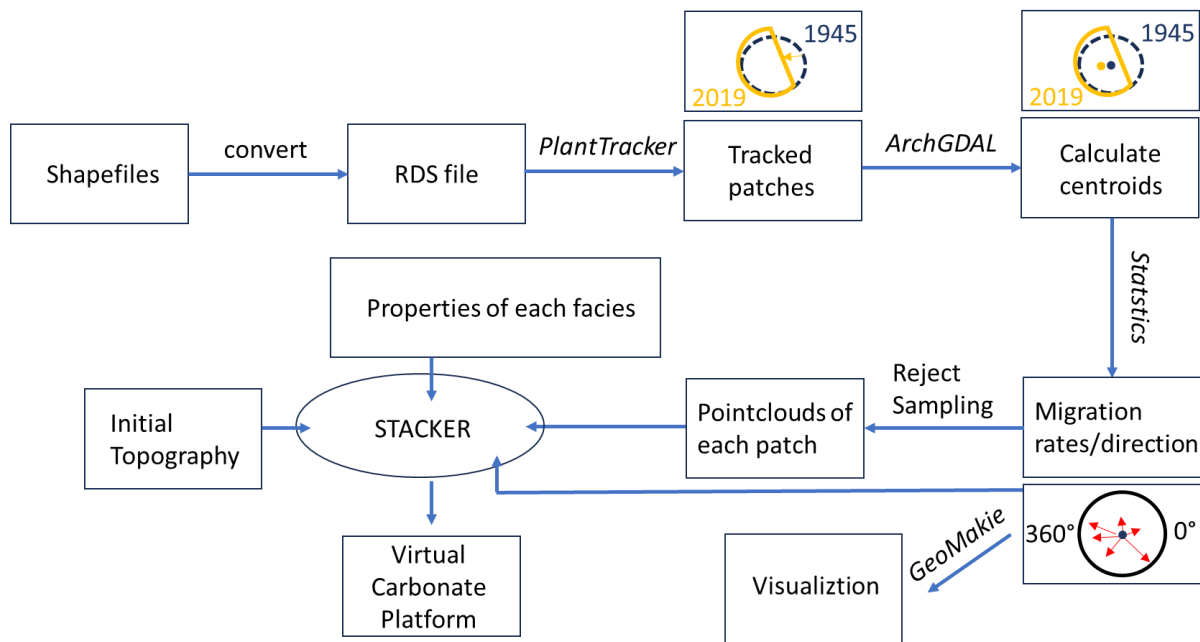 1945
2019
1945
2019
Shapefiles
convert
RDS file
PlantTracker
Tracked
patches
ArchGDAL
Calculate
centroids
Statstics
Properties of each facies
Initial
Topography
STACKER
Pointclouds of
each patch
Reject
Sampling
Migration
rates/direction
360°
0°
GeoMakie
Visualiztion
Virtual
Carbonate
Platform